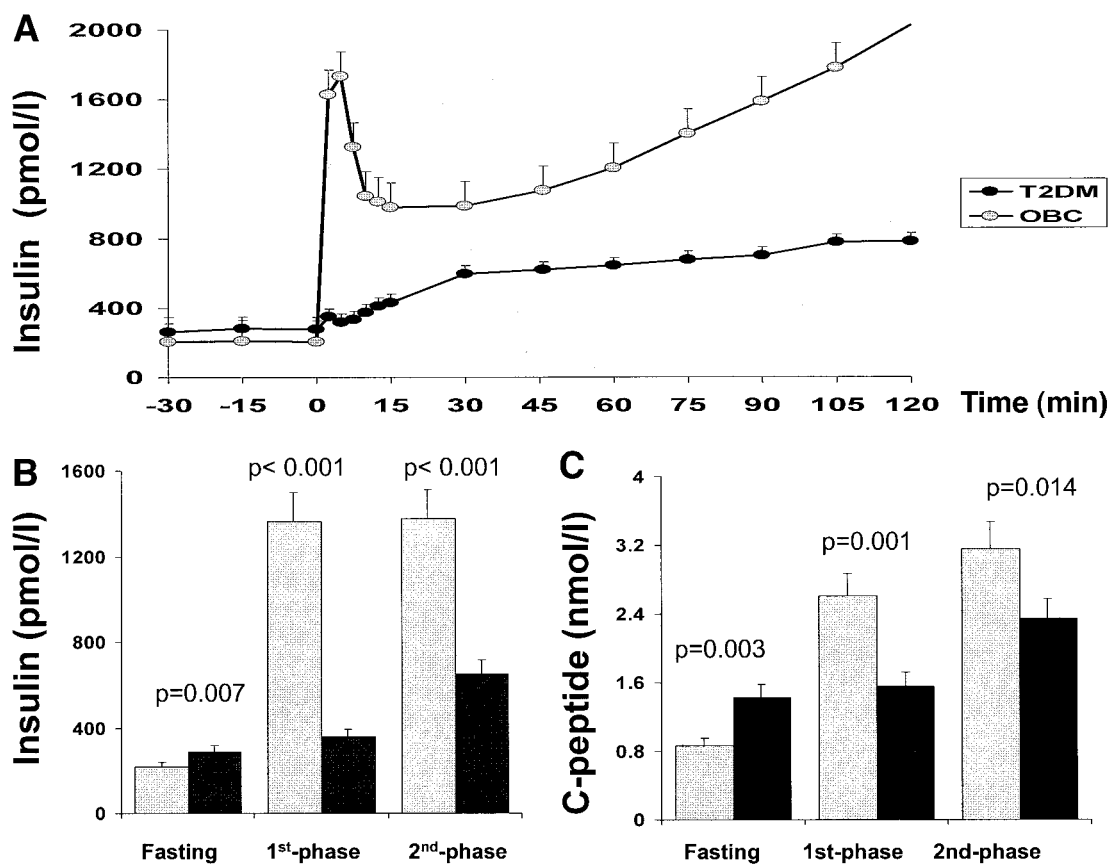 A
Insulin (pmol/l)
2000
1600
1200
800
400
0
-30 -15 0 15 30 45 60 75 90 105 120 Time (min)
T2DM
OBC
B
Insulin (pmol/l)
1600
1200
800
400
0
p< 0.001 p< 0.001
p=0.007
Fasting 1st-phase 2nd-phase
C
C-peptide (nmol/l)
4
3.2
2.4
1.6
0.8
0
p=0.014
p=0.001
p=0.003
Fasting 1st-phase 2nd-phase